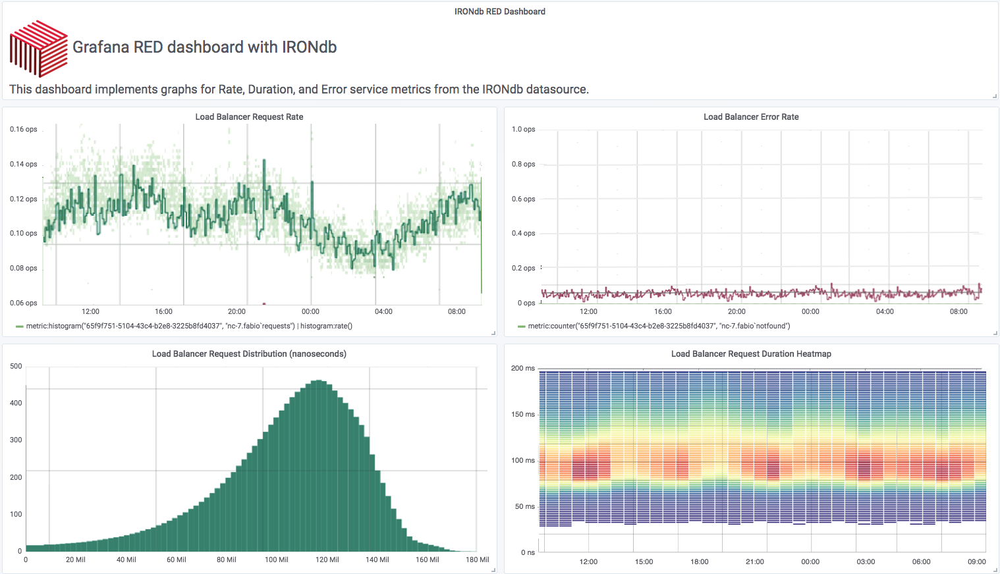 IRONdb RED Dashboard
Grafana RED dashboard with IRONdb
This dashboard implements graphs for Rate, Duration, and Error service metrics from the IRONdb datasource.
Load Balancer Request Rate
0.16 ops
0.14 ops
0.12 ops
0.10 ops
0.08 ops
0.06 ops
12:00 16:00 20:00 00:00 04:00 08:00
metric:histogram("65f9f751-5104-43c4-b2e8-3225b8fd4037", "nc-7.fabio`requests") | histogram:rate()
Load Balancer Error Rate
1.0 ops
0.8 ops
0.6 ops
0.4 ops
0.2 ops
0 ops
12:00 16:00 20:00 00:00 04:00 08:00
metric:counter("65f9f751-5104-43c4-b2e8-3225b8fd4037", "nc-7.fabio`notfound")
Load Balancer Request Distribution (nanoseconds)
500
400
300
200
100
0
0 20 Mil 40 Mil 60 Mil 80 Mil 100 Mil 120 Mil 140 Mil 160 Mil 180 Mil
Load Balancer Request Duration Heatmap
200 ms
150 ms
100 ms
50 ms
0 ns
12:00 15:00 18:00 21:00 00:00 03:00 06:00 09:00